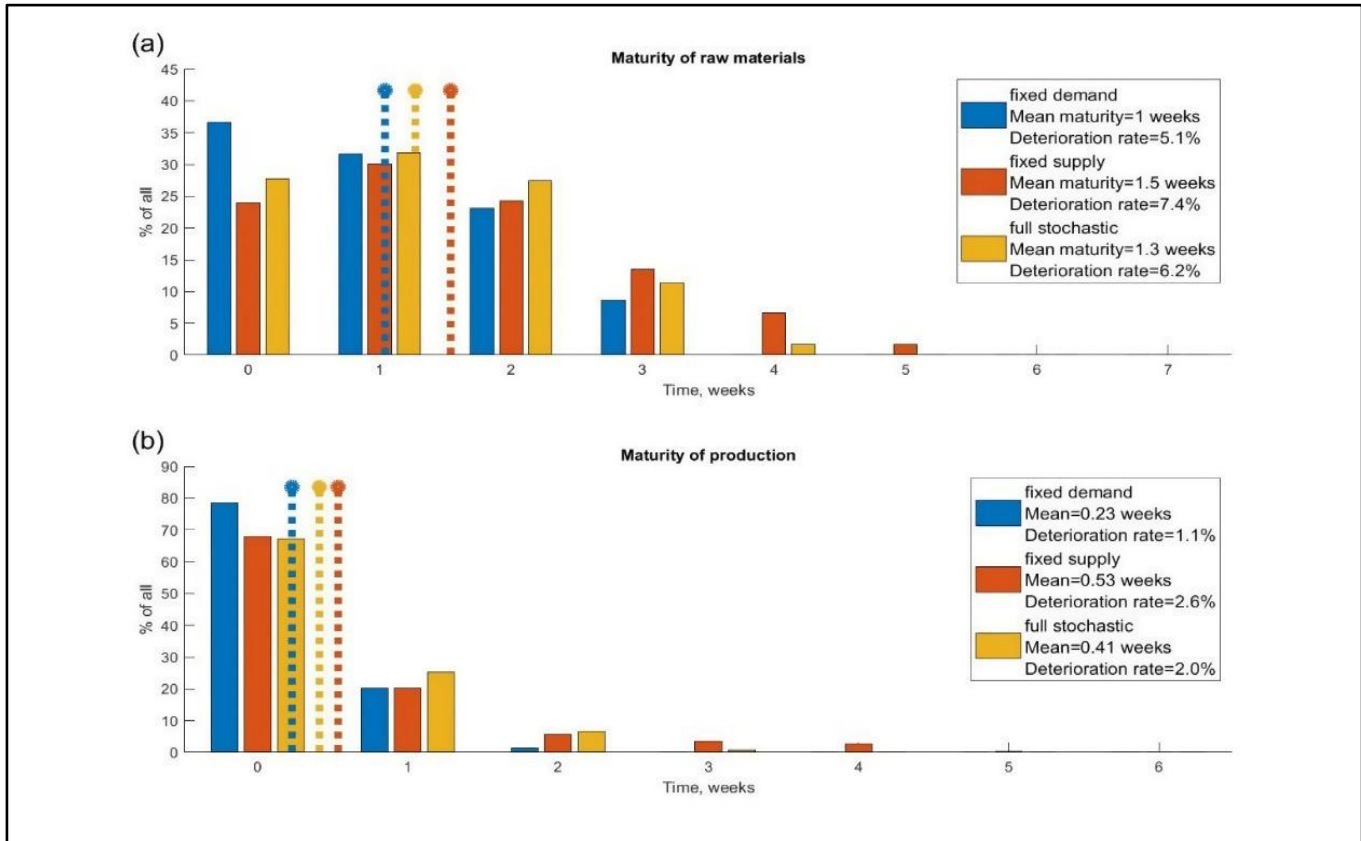 (a)
Maturity of raw materials
45
40
35
30
25
20
15
10
5
0
% of all
0 1 2 3 4 5 6 7
Time, weeks
fixed demand
Mean maturity=1 weeks
Deterioration rate=5.1%
fixed supply
Mean maturity=1.5 weeks
Deterioration rate=7.4%
full stochastic
Mean maturity=1.3 weeks
Deterioration rate=6.2%
(b)
Maturity of production
90
80
70
60
50
40
30
20
10
0
% of all
0 1 2 3 4 5 6
Time, weeks
fixed demand
Mean=0.23 weeks
Deterioration rate=1.1%
fixed supply
Mean=0.53 weeks
Deterioration rate=2.6%
full stochastic
Mean=0.41 weeks
Deterioration rate=2.0%